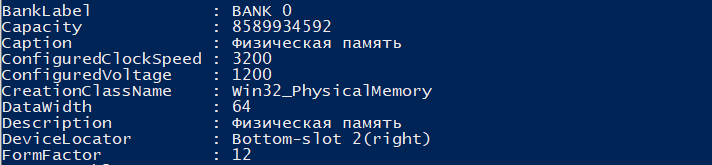 BankLabel : BANK 0
Capacity : 8589934592
Caption : Физическая память
ConfiguredClockSpeed : 3200
ConfiguredVoltage : 1200
CreationClassName : Win32_PhysicalMemory
DataWidth : 64
Description : Физическая память
DeviceLocator : Bottom-slot 2(right)
FormFactor : 12